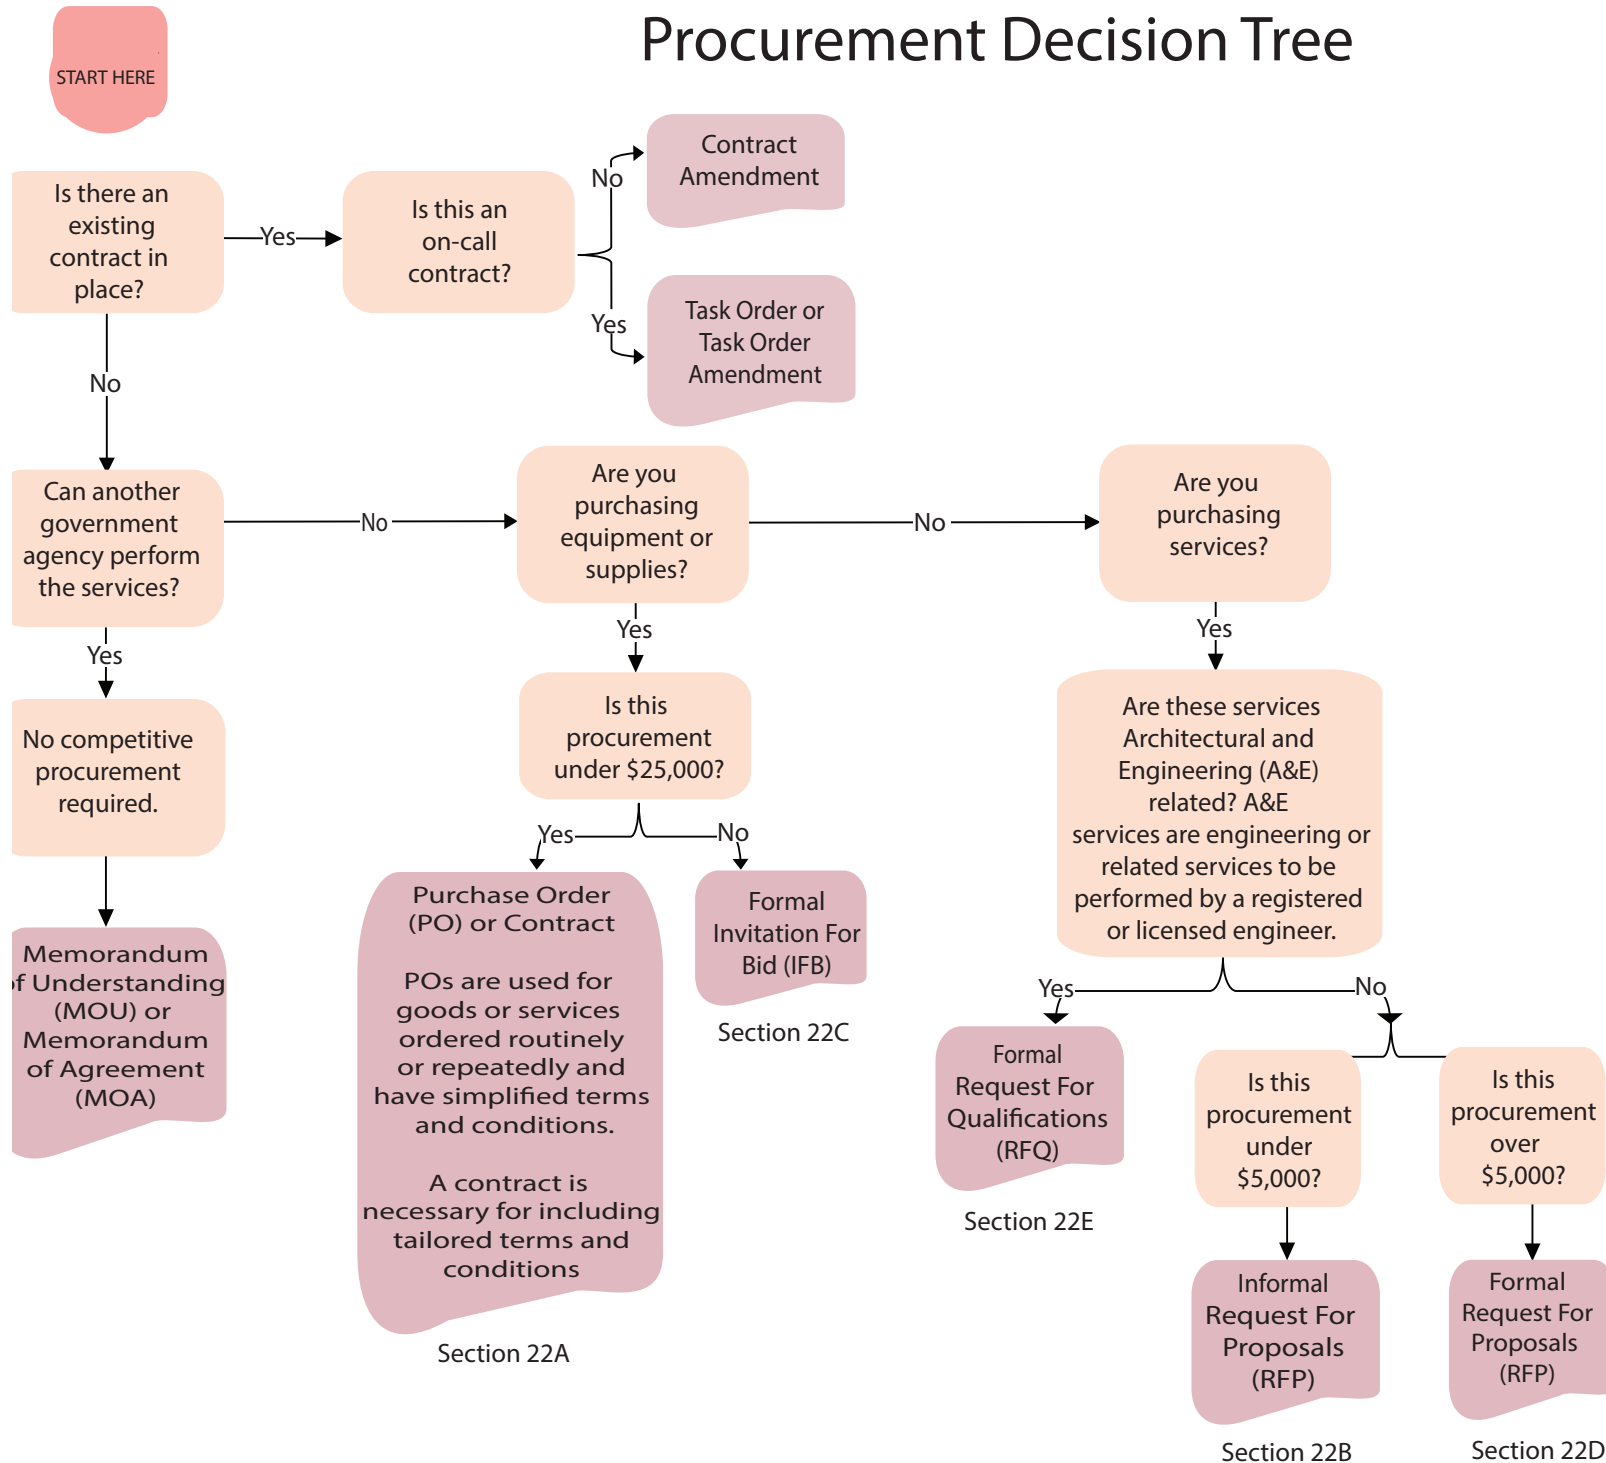 Procurement Decision Tree
START HERE
Is there an
existing
contract in
place?
Yes
Is this an
on-call
contract?
No
Contract
Amendment
Yes
Task Order or
Task Order
Amendment
No
Can another
government
agency perform
the services?
No
Are you
purchasing
equipment or
supplies?
No
Are you
purchasing
services?
Yes
No competitive
procurement
required.
Memorandum
of Understanding
(MOU) or
Memorandum
of Agreement
(MOA)
Yes
Is this
procurement
under $25,000?
Yes
Purchase Order
(PO) or Contract
POs are used for
goods or services
ordered routinely
or repeatedly and
have simplified terms
and conditions.
A contract is
necessary for including
tailored terms and
conditions
Section 22A
No
Formal
Invitation For
Bid (IFB)
Section 22C
Yes
Are these services
Architectural and
Engineering (A&E)
related? A&E
services are engineering or
related services to be
performed by a registered
or licensed engineer.
Yes
Formal
Request For
Qualifications
(RFQ)
Section 22E
No
Is this
procurement
under
$5,000?
Informal
Request For
Proposals
(RFP)
Section 22B
Is this
procurement
over
$5,000?
Formal
Request For
Proposals
(RFP)
Section 22D